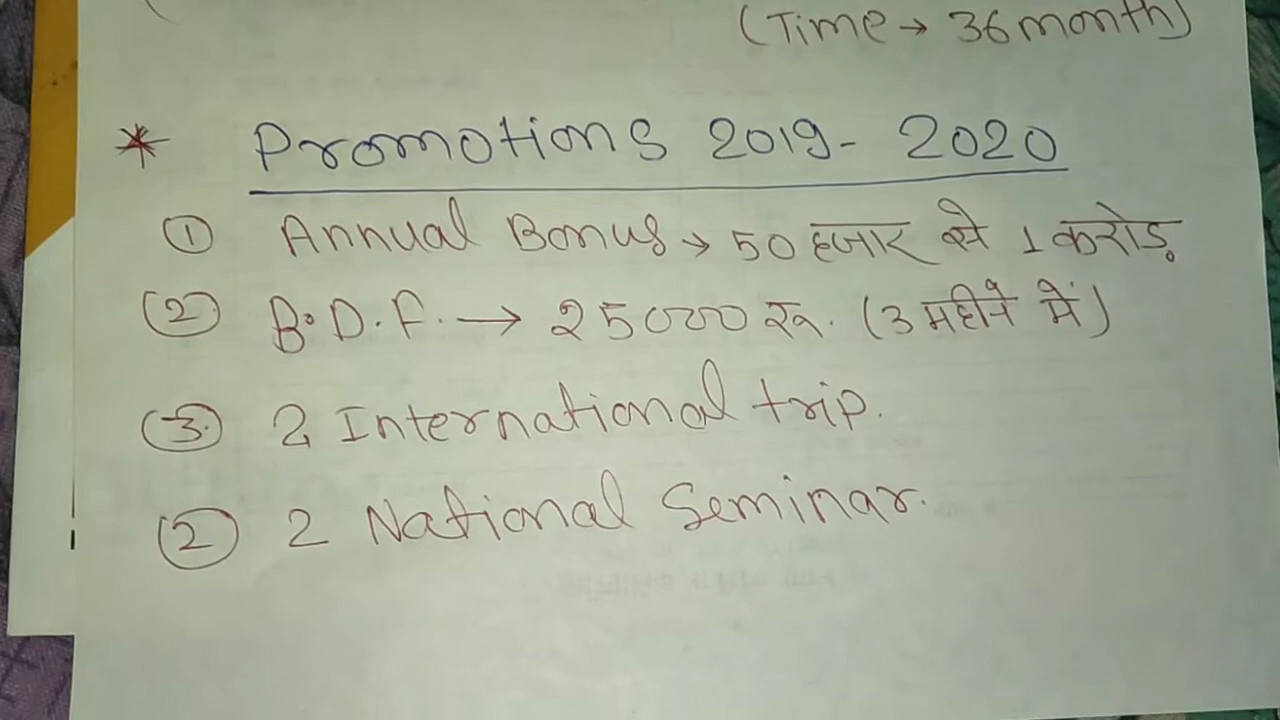 (Time → 36 month)
* Promotions 2019- 2020
① Annual Bonus → 50 हजार से 1 करोड़
(2) B.D.F. → 25000 रू. (3 महीने में)
(3) 2 International trip.
(2) 2 National Seminar.